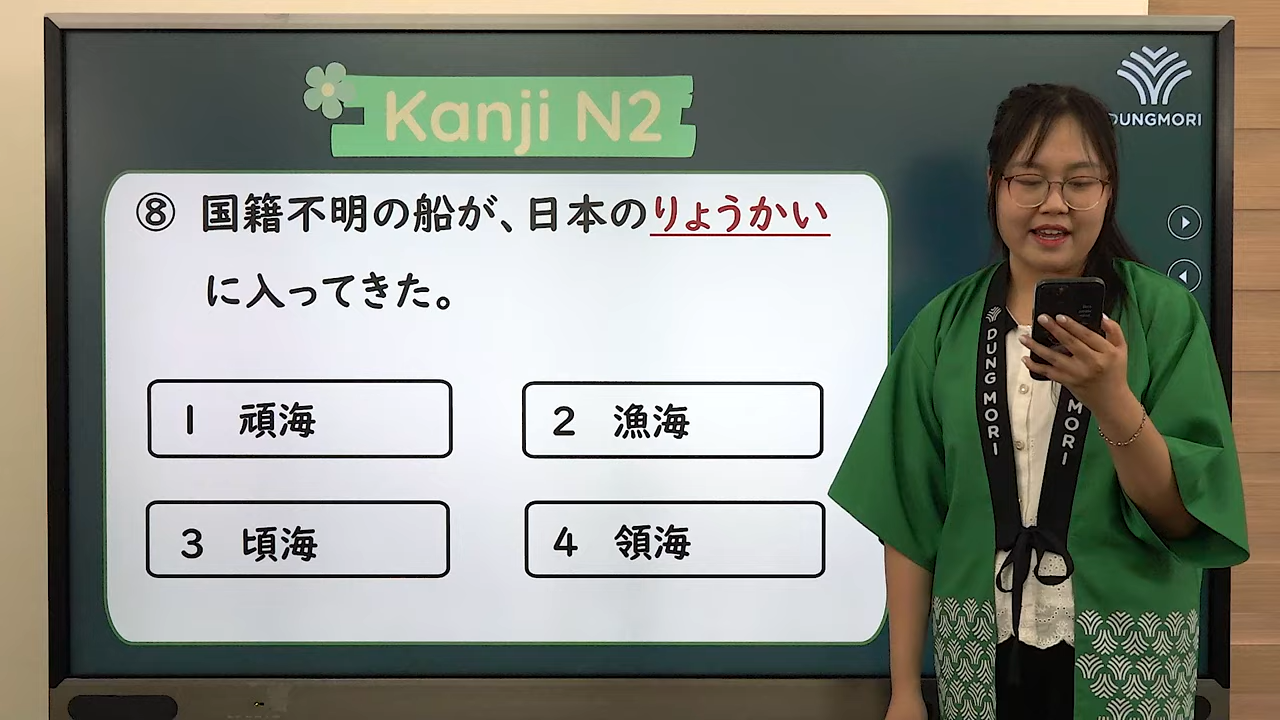 Kanji N2
DUNGMORI
⑧ 国籍不明の船が、日本のりょうかい
に入ってきた。
1 頑海
2 漁海
3 頃海
4 領海
DUNG MORI
MORI